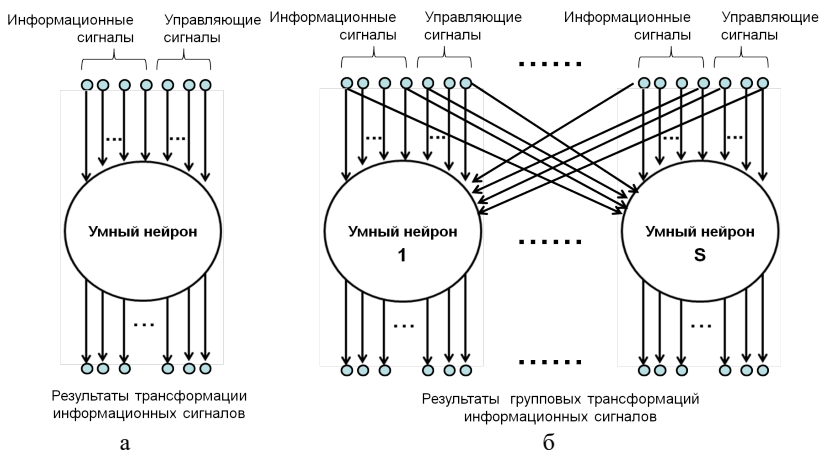 Информационные
сигналы
Управляющие
сигналы
...
...
Умный нейрон
...
Результаты трансформации
информационных сигналов
а
Информационные
сигналы
Управляющие
сигналы
......
Информационные
сигналы
Управляющие
сигналы
...
...
...
...
Умный нейрон
1
......
Умный нейрон
S
...
...
......
Результаты групповых трансформаций
информационных сигналов
б